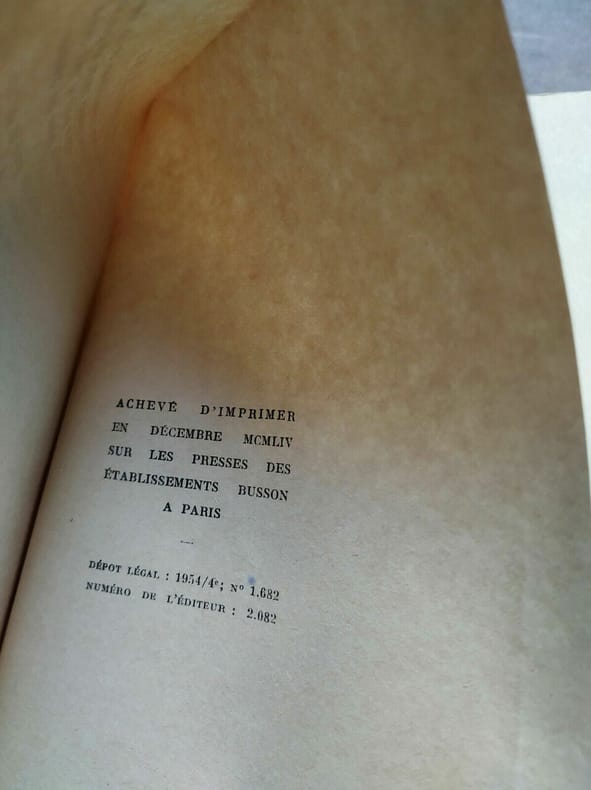 ACHEVÉ D'IMPRIMER
EN DÉCEMBRE MCMLIV
SUR LES PRESSES DES
ÉTABLISSEMENTS BUSSON
A PARIS
DÉPOT LÉGAL : 1954/4e; No 1.682
NUMÉRO DE L'ÉDITEUR : 2.082